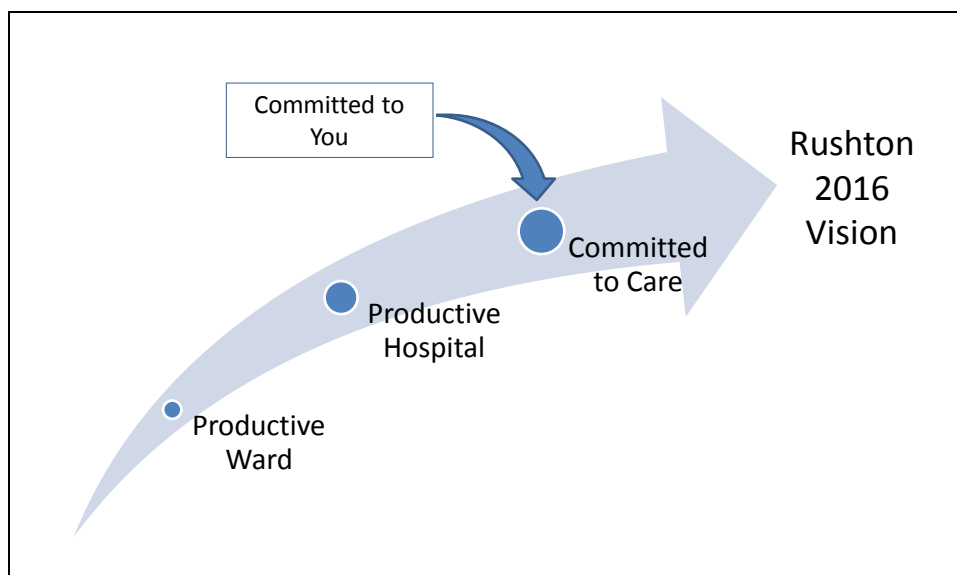 Committed to
You
Rushton
2016
Vision
Committed
to Care
Productive
Hospital
Productive
Ward